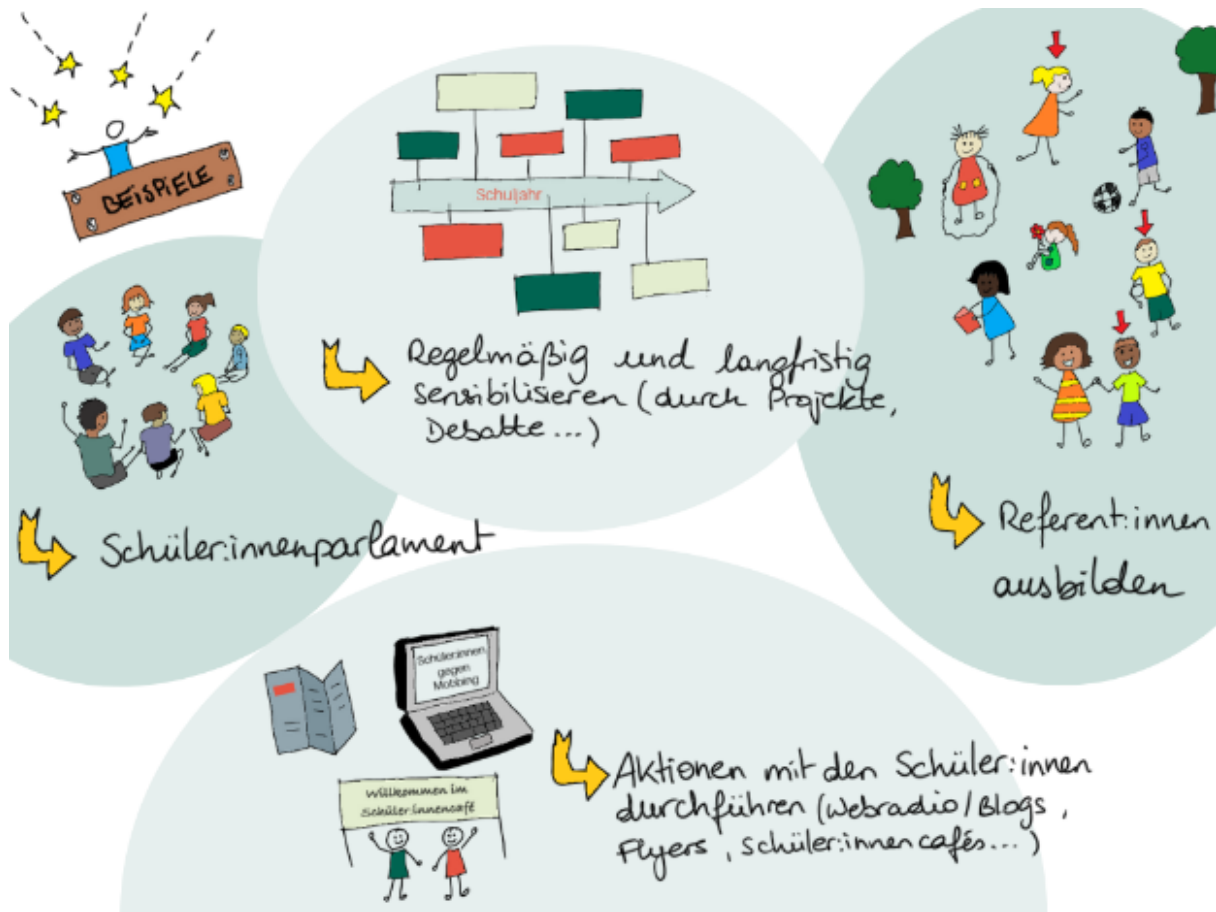 BEISPIELE
Schuljahr
Regelmäßig und langfristig
sensibilisieren (durch Projekte,
Debatte...)
Schüler:innenparlament
Referent:innen
ausbilden
Schüler:innen
gegen
Mobbing
Willkommen im
Schüler:innencafé
Aktionen mit den Schüler:innen
durchführen (Webradio/Blogs,
Flyers, Schüler:innencafés...)